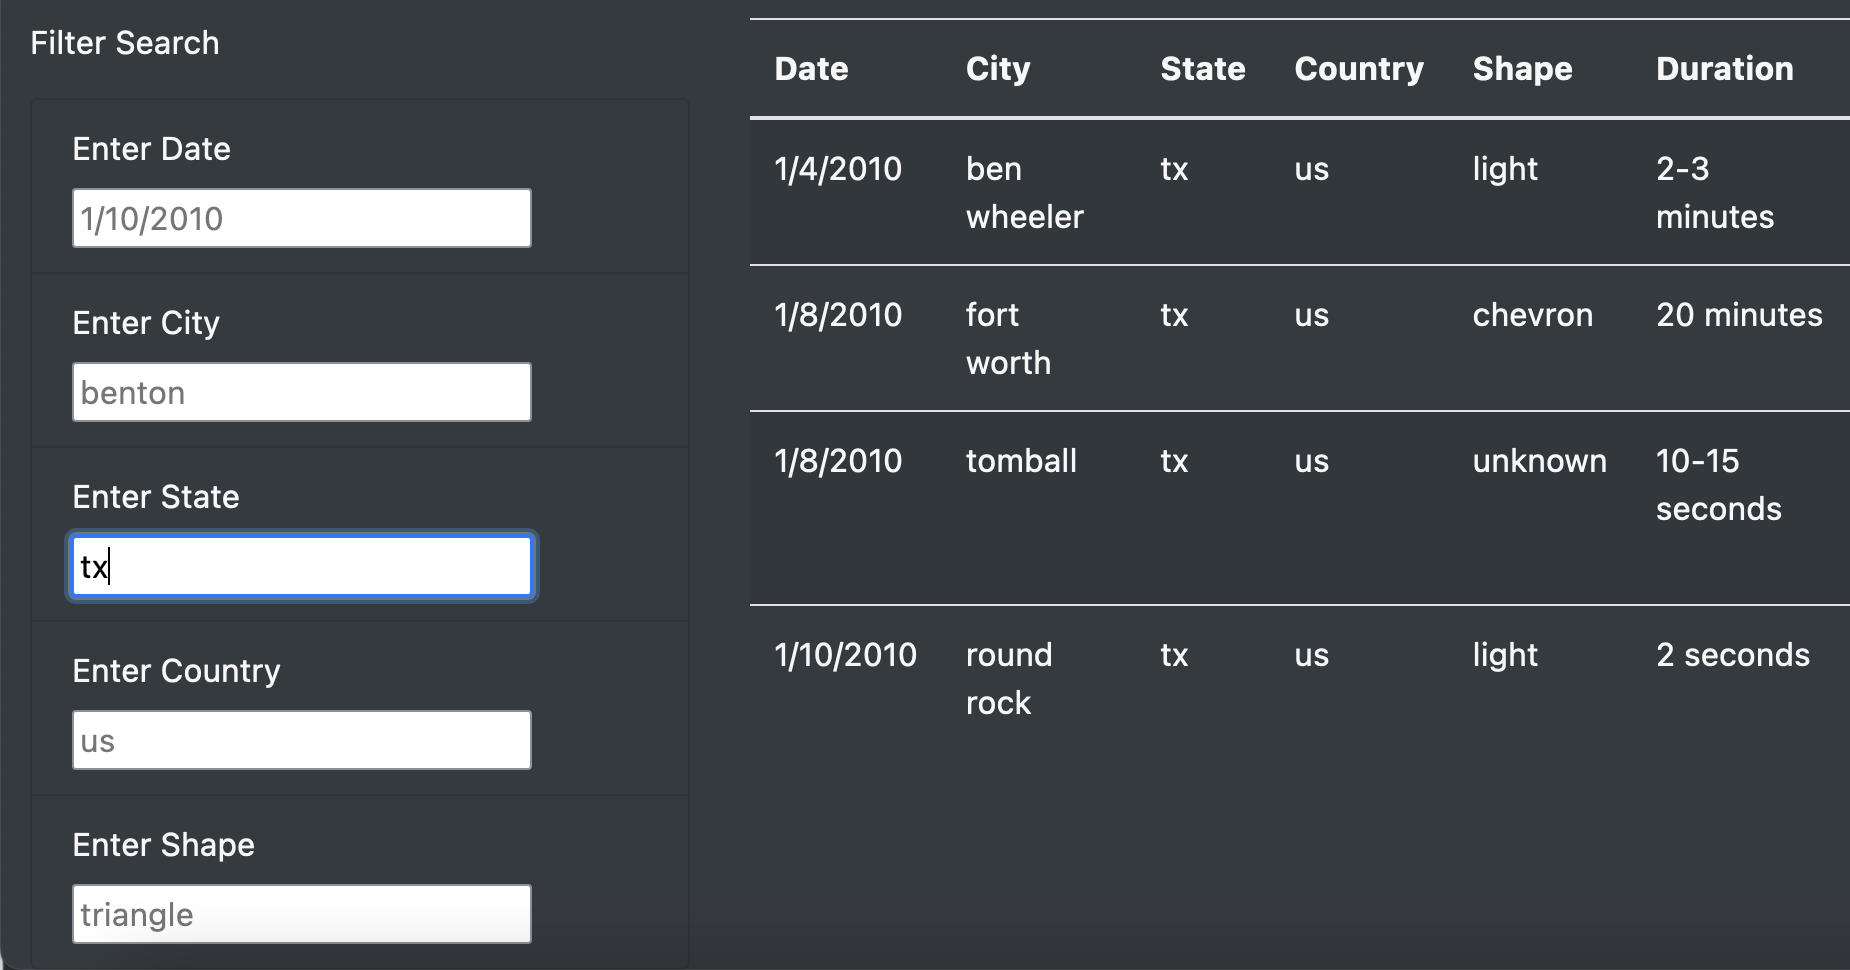 Filter Search
Enter Date
1/10/2010
Enter City
benton
Enter State
tx
Enter Country
us
Enter Shape
triangle
Date City State Country Shape Duration
1/4/2010 ben tx us light 2-3
wheeler minutes
1/8/2010 fort tx us chevron 20 minutes
worth
1/8/2010 tomball tx us unknown 10-15
seconds
1/10/2010 round tx us light 2 seconds
rock